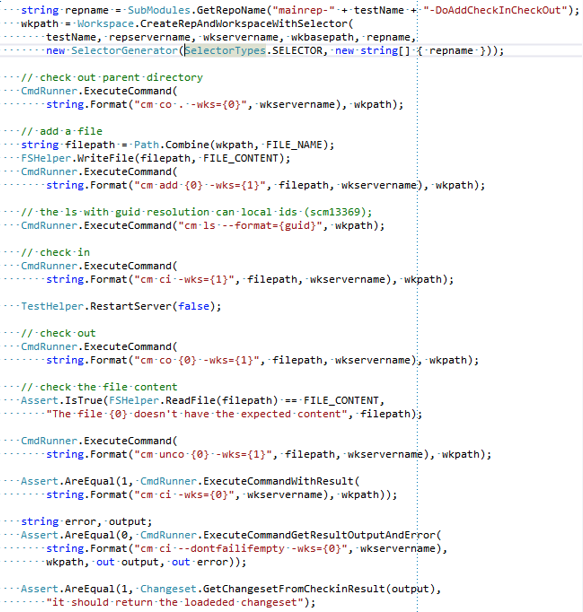 string repname = SubModules.GetRepoName("mainrep-" + testName + "-DoAddCheckInCheckOut");
wkpath = Workspace.CreateRepAndWorkspaceWithSelector(
testName, repservername, wkservername, wkbasepath, repname,
new SelectorGenerator(SelectorTypes.SELECTOR, new string[] { repname }));
// check out parent directory
CmdRunner.ExecuteCommand(
string.Format("cm co . -wks={0}", wkservername), wkpath);
// add a file
string filepath = Path.Combine(wkpath, FILE_NAME);
FSHelper.WriteFile(filepath, FILE_CONTENT);
CmdRunner.ExecuteCommand(
string.Format("cm add {0} -wks={1}", filepath, wkservername), wkpath);
// the ls with guid resolution can local ids (scm13369);
CmdRunner.ExecuteCommand("cm ls --format={guid}", wkpath);
// check in
CmdRunner.ExecuteCommand(
string.Format("cm ci -wks={1}", filepath, wkservername), wkpath);
TestHelper.RestartServer(false);
// check out
CmdRunner.ExecuteCommand(
string.Format("cm co {0} -wks={1}", filepath, wkservername), wkpath);
// check the file content
Assert.IsTrue(FSHelper.ReadFile(filepath) == FILE_CONTENT,
"The file {0} doesn't have the expected content", filepath);
CmdRunner.ExecuteCommand(
string.Format("cm unco {0} -wks={1}", filepath, wkservername), wkpath);
Assert.AreEqual(1, CmdRunner.ExecuteCommandWithResult(
string.Format("cm ci -wks={0}", wkservername), wkpath));
string error, output;
Assert.AreEqual(0, CmdRunner.ExecuteCommandGetResultOutputAndError(
string.Format("cm ci --dontfailifempty -wks={0}", wkservername),
wkpath, out output, out error));
Assert.AreEqual(1, Changeset.GetChangesetFromCheckinResult(output),
"it should return the loadeded changeset");